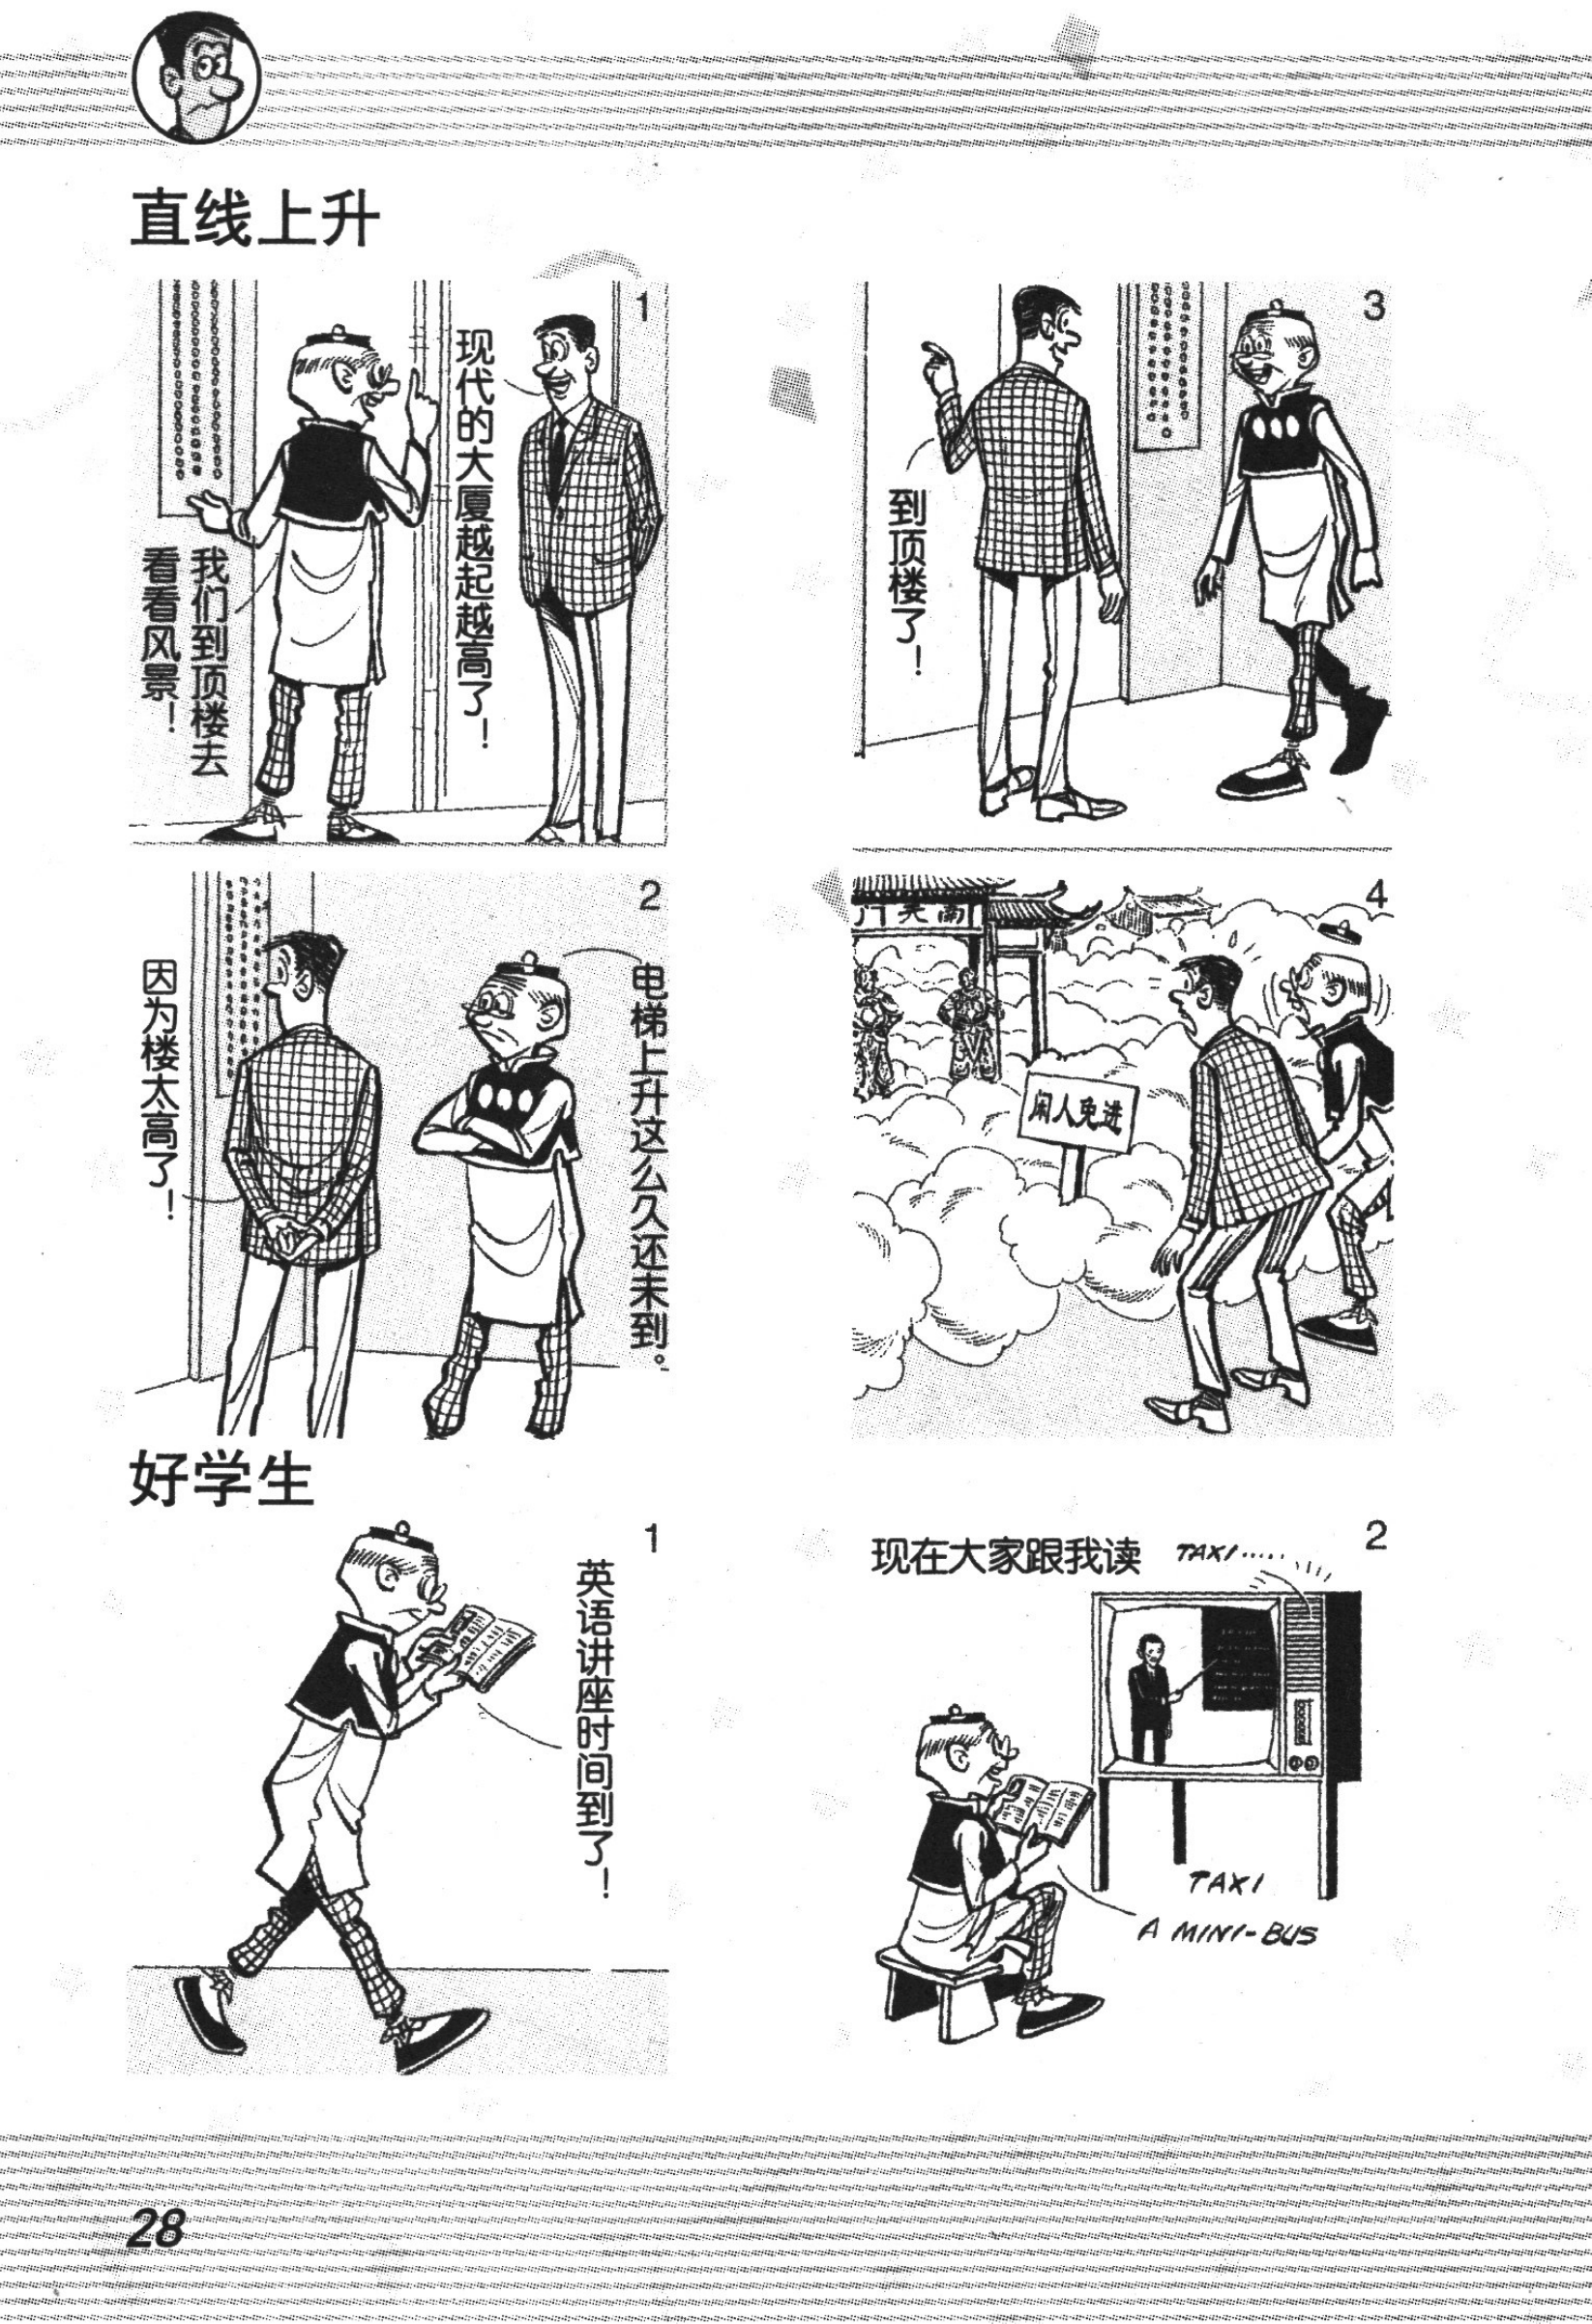 直线上升
1
现代的大厦越起越高了！
我们到顶楼去
看看风景！
2
电梯上升这么久还未到。
因为楼太高了！
3
到顶楼了！
4
南天门
闲人免进
好学生
1
英语讲座时间到了！
2
现在大家跟我读 TAXI……
TAXI
A MINI-BUS
28